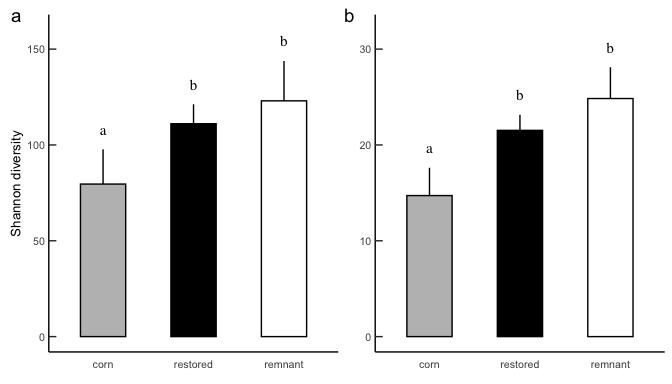 a
b
Shannon diversity
150
100
50
0
a
b
b
corn
restored
remnant
30
20
10
0
a
b
b
corn
restored
remnant